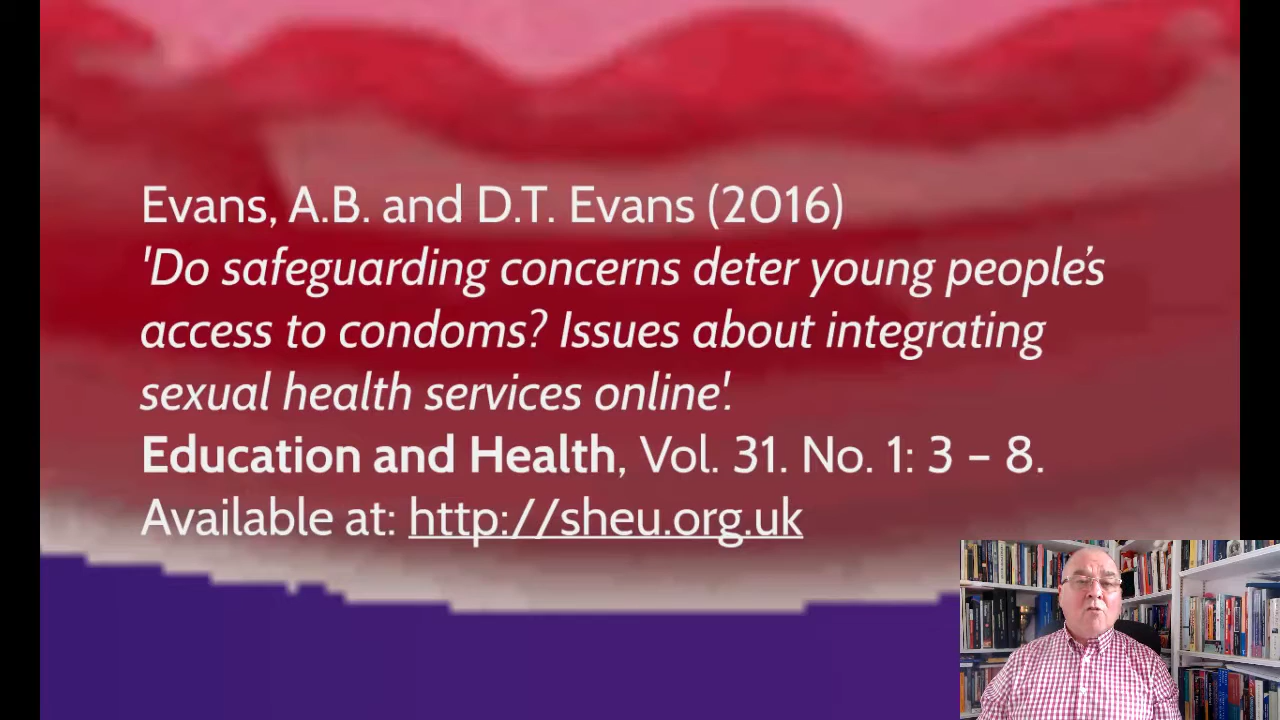 Evans, A.B. and D.T. Evans (2016)
'Do safeguarding concerns deter young people's
access to condoms? Issues about integrating
sexual health services online'.
Education and Health, Vol. 31. No. 1: 3 – 8.
Available at: http://sheu.org.uk